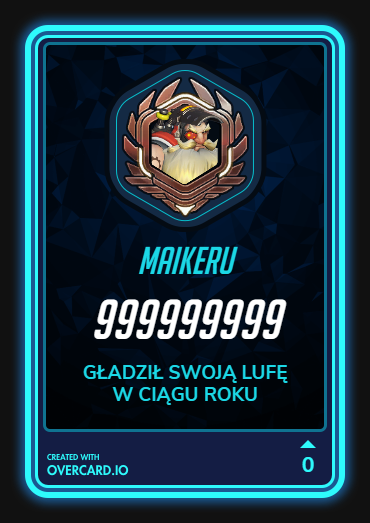 MAIKERU
999999999
GŁADZIŁ SWOJĄ LUFĘ
W CIĄGU ROKU
CREATED WITH
OVERCARD.IO
0